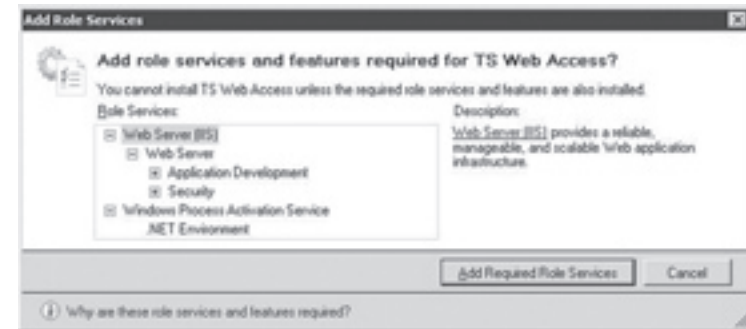 Add Role Services
Add role services and features required for TS Web Access?
You cannot install TS Web Access unless the required role services and features are also installed.
Role Services:
Web Server (IIS)
Web Server
Application Development
Security
Windows Process Activation Service
.NET Environment
Description:
Web Server (IIS) provides a reliable,
manageable, and scalable Web application
infrastructure.
Add Required Role Services
Cancel
Why are these role services and features required?